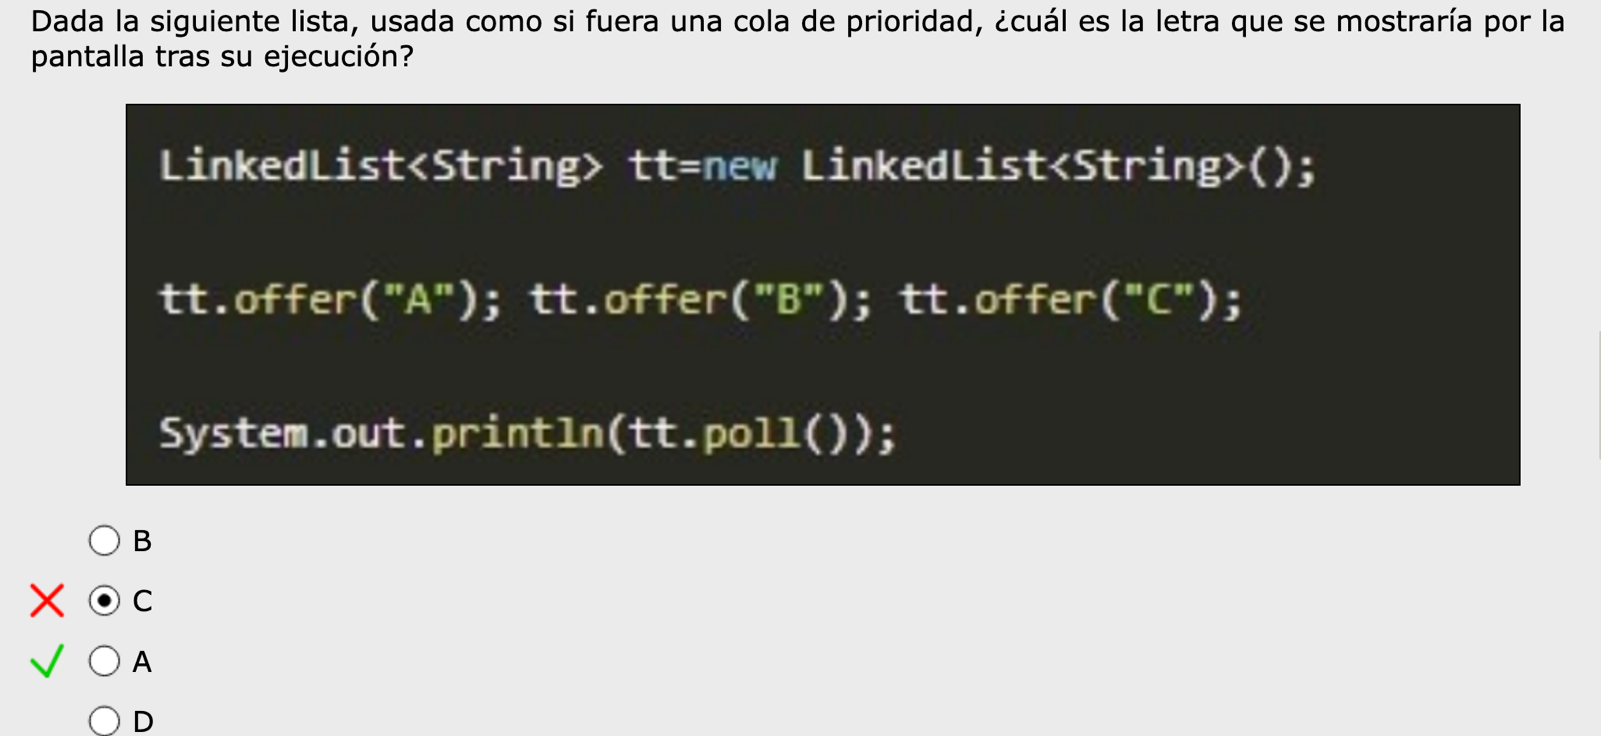 Dada la siguiente lista, usada como si fuera una cola de prioridad, ¿cuál es la letra que se mostraría por la
pantalla tras su ejecución?
LinkedList<String> tt=new LinkedList<String>();
tt.offer("A"); tt.offer("B"); tt.offer("C");
System.out.println(tt.poll());
B
C
A
D